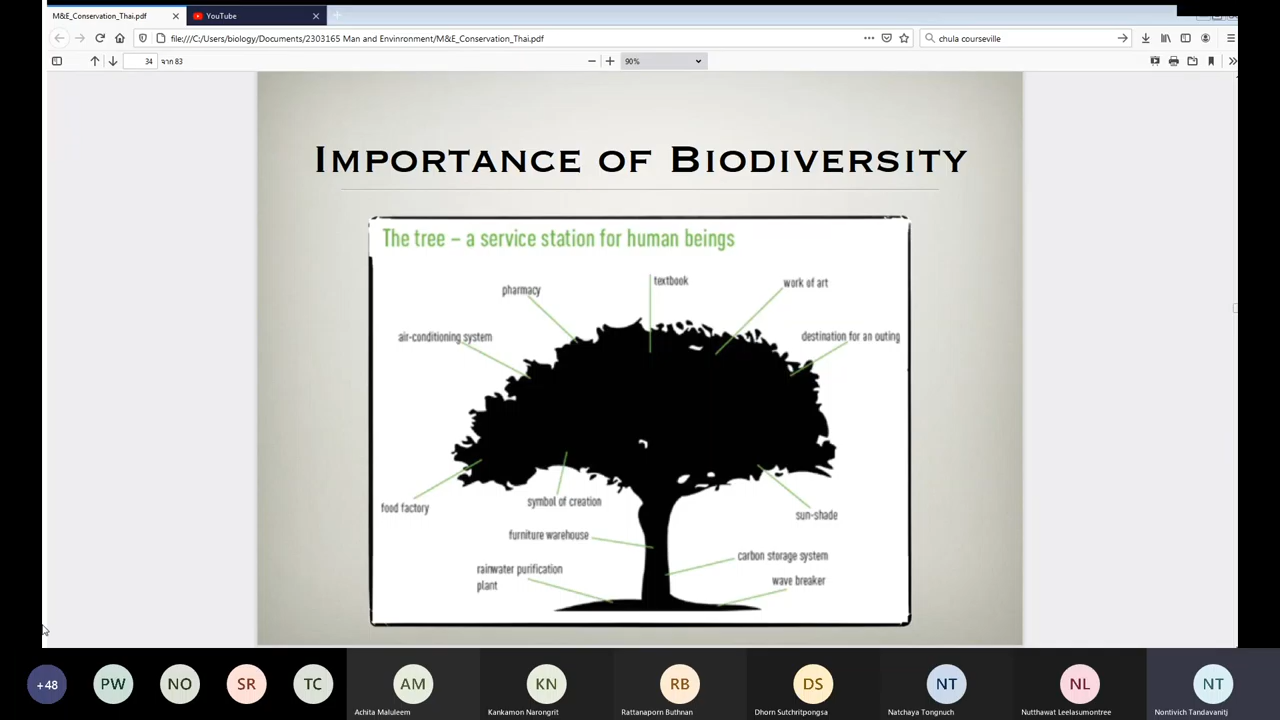 M&E_Conservation_Thai.pdf
YouTube
file:///C:/Users/biology/Documents/2303165 Man and Envinronment/M&E_Conservation_Thai.pdf
chula courseville
34 จาก 83
90%
IMPORTANCE OF BIODIVERSITY
The tree – a service station for human beings
textbook
work of art
pharmacy
air-conditioning system
destination for an outing
food factory
symbol of creation
sun-shade
furniture warehouse
carbon storage system
rainwater purification
plant
wave breaker
+48
PW
NO
SR
TC
AM
KN
RB
DS
NT
NL
NT
Achita Maluleem
Kankamon Narongrit
Rattanaporn Buthnan
Dhorn Sutchritpongsa
Natchaya Tongnuch
Nutthawat Leelasumontree
Nontivich Tandavanitj